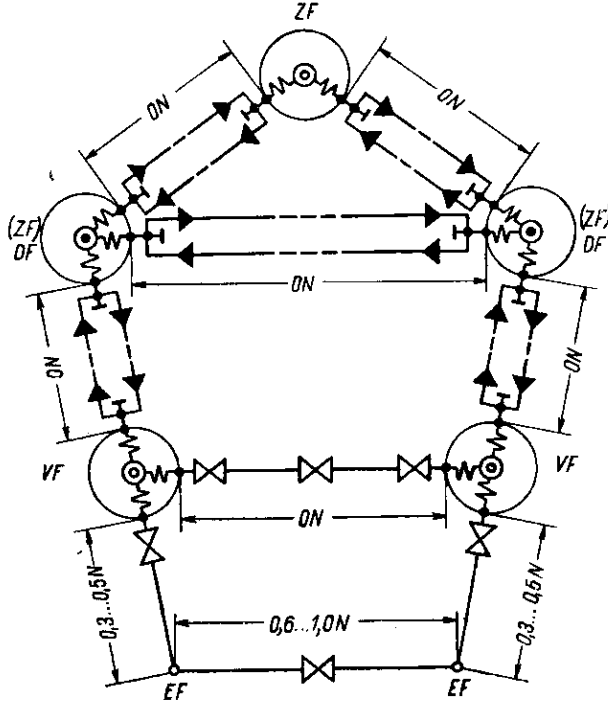 ZF
0N
0N
(ZF)
DF
(ZF)
DF
0N
0N
0N
VF
VF
0N
0,3...0,5N
0,3...0,5N
0,6...1,0N
EF
EF